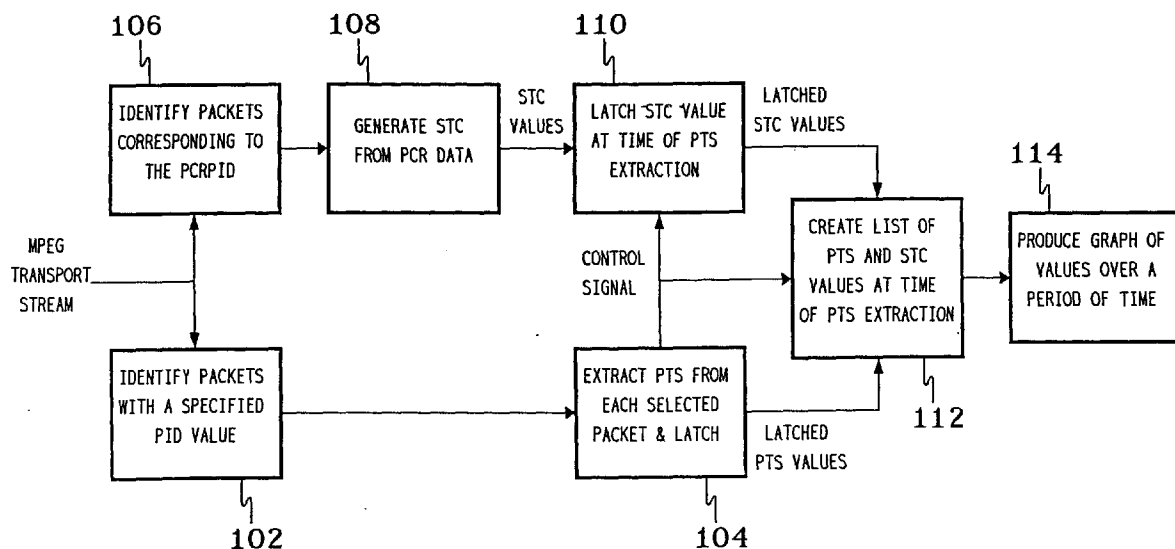 106
108
110
IDENTIFY PACKETS
CORRESPONDING TO
THE PCRPID
GENERATE STC
FROM PCR DATA
STC
VALUES
LATCH STC VALUE
AT TIME OF PTS
EXTRACTION
LATCHED
STC VALUES
114
MPEG
TRANSPORT
STREAM
CONTROL
SIGNAL
CREATE LIST OF
PTS AND STC
VALUES AT TIME
OF PTS EXTRACTION
PRODUCE GRAPH OF
VALUES OVER A
PERIOD OF TIME
IDENTIFY PACKETS
WITH A SPECIFIED
PID VALUE
EXTRACT PTS FROM
EACH SELECTED
PACKET & LATCH
LATCHED
PTS VALUES
112
102
104